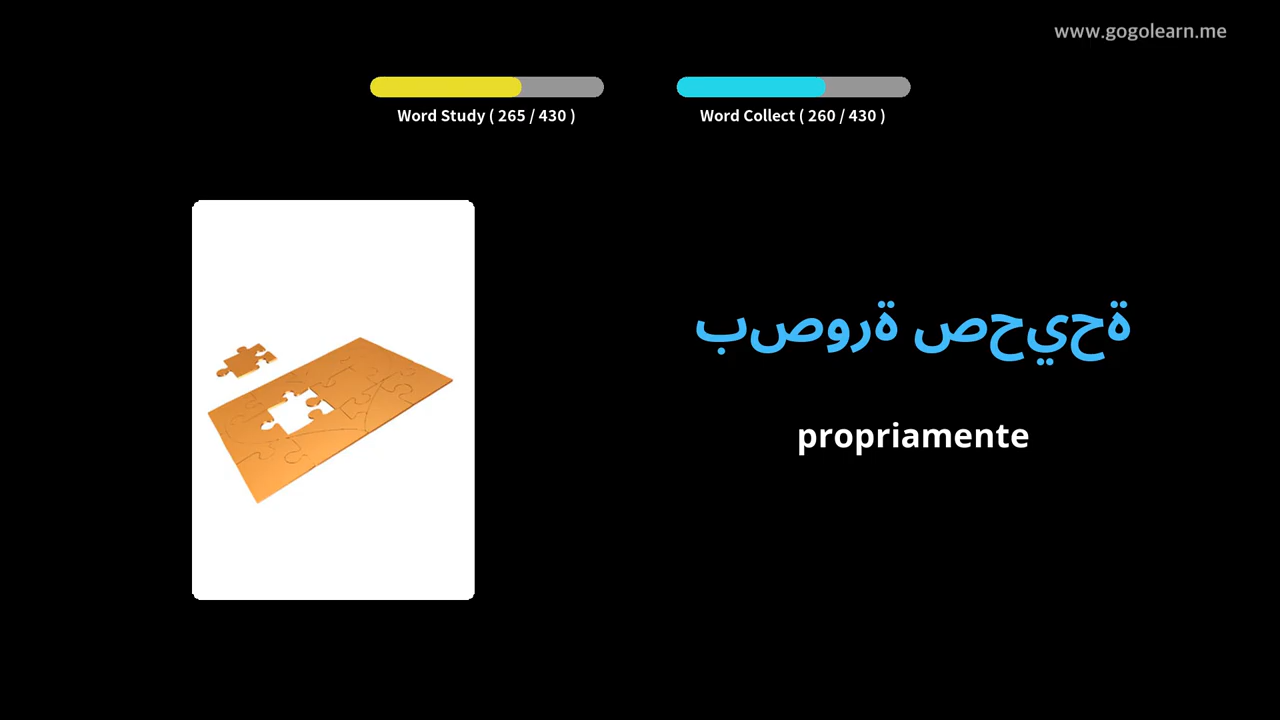 www.gogolearn.me
Word Study ( 265 / 430 )
Word Collect ( 260 / 430 )
بصورة صحيحة
propriamente